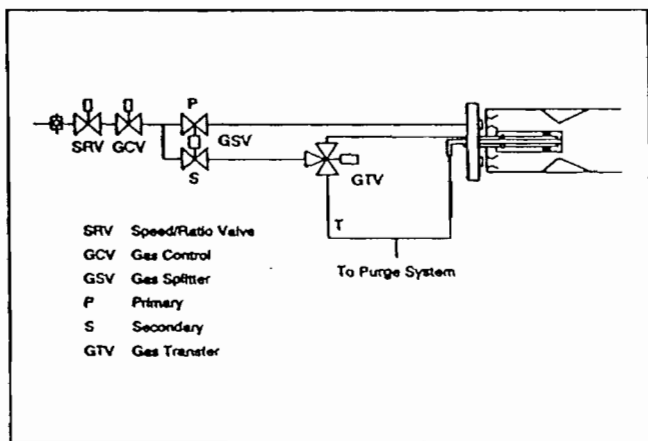 P
SRV GCV GSV
S GTV
T
To Purge System
SRV Speed/Ratio Valve
GCV Gas Control
GSV Gas Splitter
P Primary
S Secondary
GTV Gas Transfer